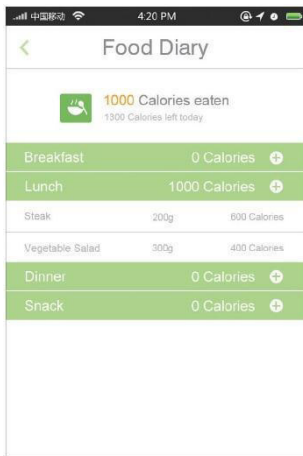 中国移动 4:20 PM
Food Diary
1000 Calories eaten
1300 Calories left today
Breakfast 0 Calories
Lunch 1000 Calories
Steak 200g 600 Calories
Vegetable Salad 300g 400 Calories
Dinner 0 Calories
Snack 0 Calories